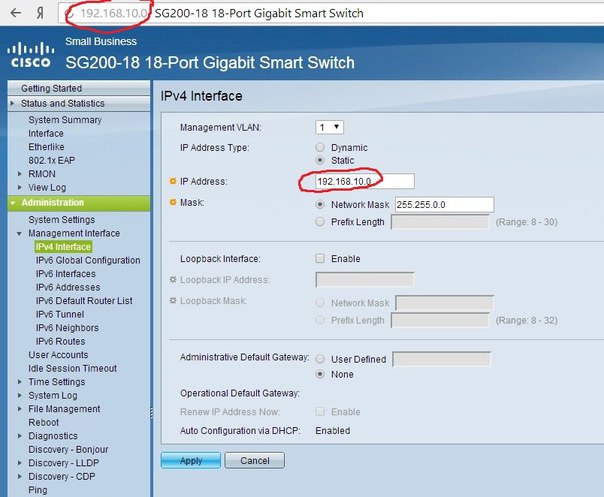 Я 192.168.10.0 SG200-18 18-Port Gigabit Smart Switch
Small Business
CISCO SG200-18 18-Port Gigabit Smart Switch
Getting Started
Status and Statistics
System Summary
Interface
Etherlike
802.1x EAP
RMON
View Log
Administration
System Settings
Management Interface
IPv4 Interface
IPv6 Global Configuration
IPv6 Interfaces
IPv6 Addresses
IPv6 Default Router List
IPv6 Tunnel
IPv6 Neighbors
IPv6 Routes
User Accounts
Idle Session Timeout
Time Settings
System Log
File Management
Reboot
Diagnostics
Discovery - Bonjour
Discovery - LLDP
Discovery - CDP
Ping
IPv4 Interface
Management VLAN: 1
IP Address Type: Dynamic
Static
IP Address: 192.168.10.0
Mask: Network Mask 255.255.0.0
Prefix Length (Range: 8 - 30)
Loopback Interface: Enable
Loopback IP Address:
Loopback Mask: Network Mask
Prefix Length (Range: 8 - 32)
Administrative Default Gateway: User Defined
None
Operational Default Gateway:
Renew IP Address Now: Enable
Auto Configuration via DHCP: Enabled
Apply Cancel